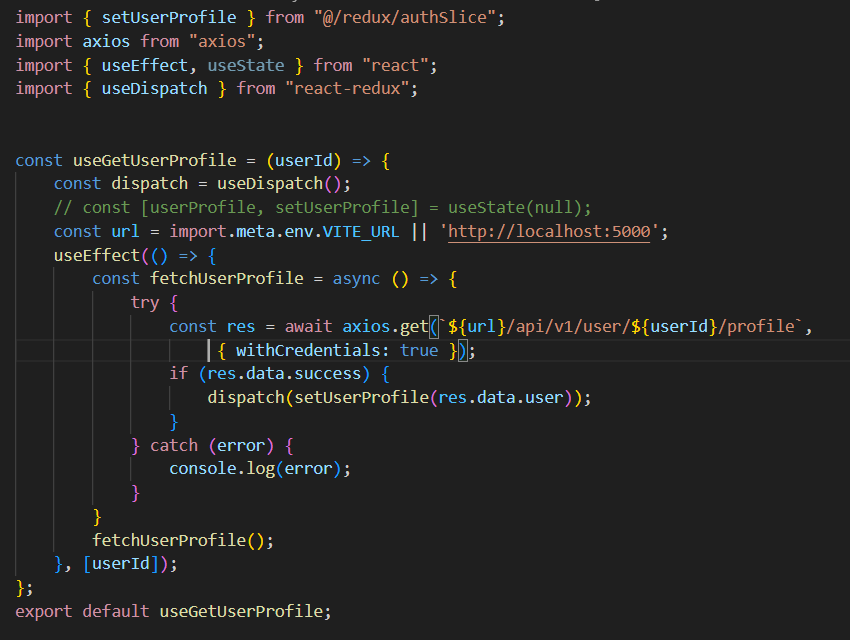 import { setUserProfile } from "@/redux/authSlice";
import axios from "axios";
import { useEffect, useState } from "react";
import { useDispatch } from "react-redux";
const useGetUserProfile = (userId) => {
const dispatch = useDispatch();
// const [userProfile, setUserProfile] = useState(null);
const url = import.meta.env.VITE_URL || 'http://localhost:5000';
useEffect(() => {
const fetchUserProfile = async () => {
try {
const res = await axios.get(`${url}/api/v1/user/${userId}/profile`,
{ withCredentials: true });
if (res.data.success) {
dispatch(setUserProfile(res.data.user));
}
} catch (error) {
console.log(error);
}
}
fetchUserProfile();
}, [userId]);
};
export default useGetUserProfile;